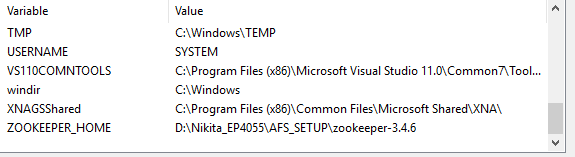 Variable Value
TMP C:\Windows\TEMP
USERNAME SYSTEM
VS110COMNTOOLS C:\Program Files (x86)\Microsoft Visual Studio 11.0\Common7\Tool...
windir C:\Windows
XNAGSShared C:\Program Files (x86)\Common Files\Microsoft Shared\XNA\
ZOOKEEPER_HOME D:\Nikita_EP4055\AFS_SETUP\zookeeper-3.4.6